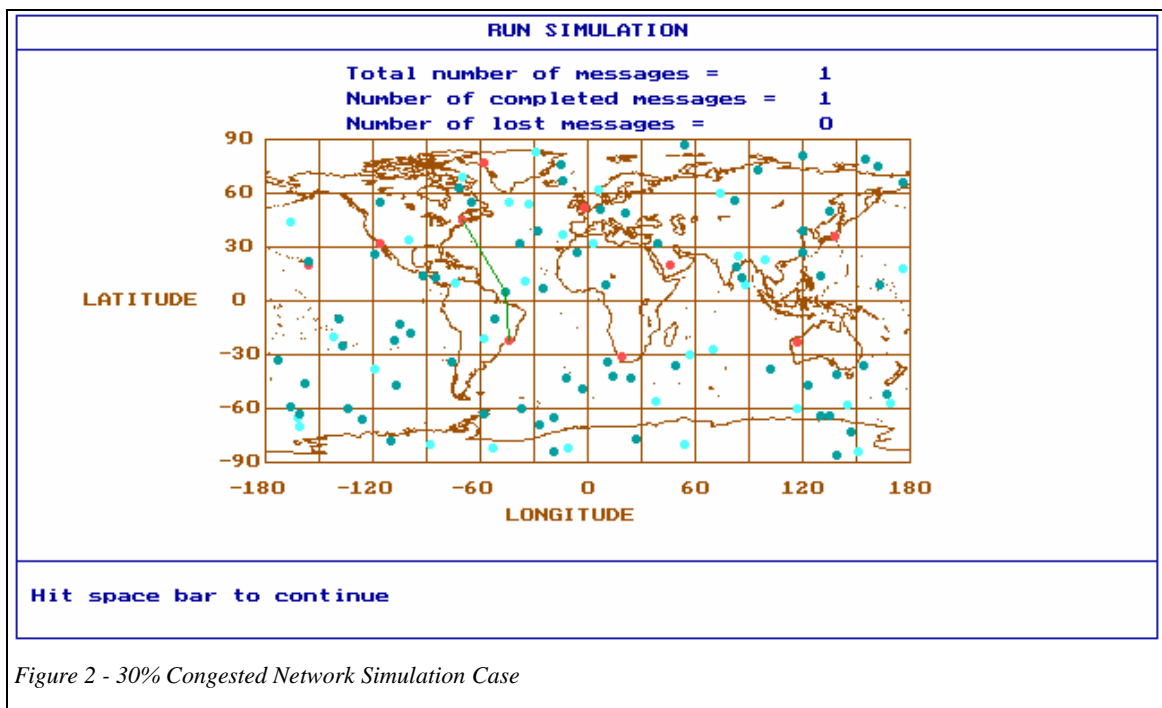 RUN SIMULATION
Total number of messages = 1
Number of completed messages = 1
Number of lost messages = 0
90
60
30
LATITUDE 0
-30
-60
-90
-180 -120 -60 0 60 120 180
LONGITUDE
Hit space bar to continue
Figure 2 - 30% Congested Network Simulation Case